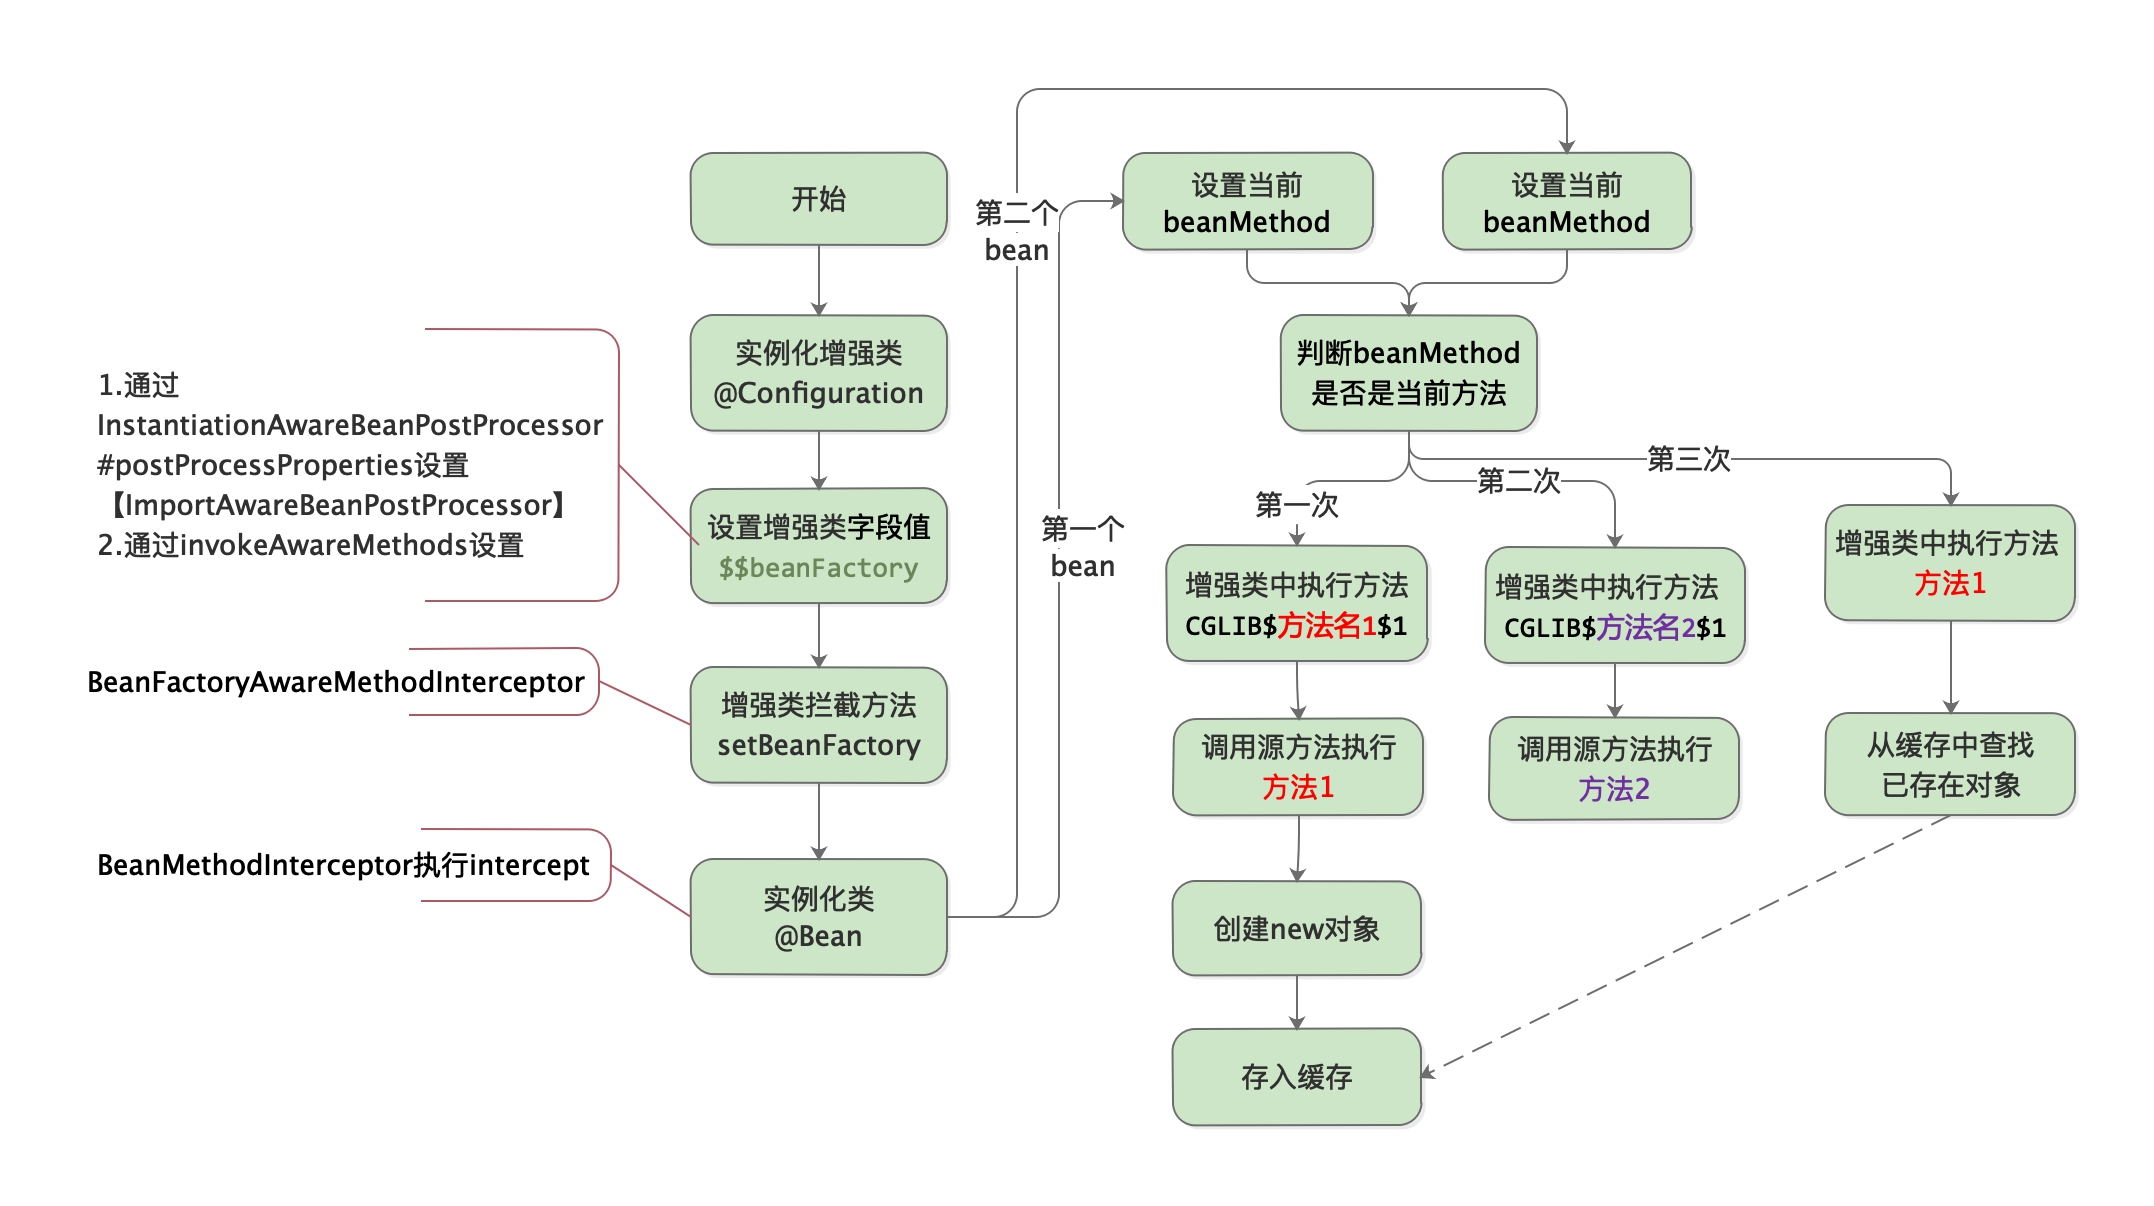 开始
实例化增强类
@Configuration
设置增强类字段值
$$beanFactory
增强类拦截方法
setBeanFactory
实例化类
@Bean
1.通过
InstantiationAwareBeanPostProcessor
#postProcessProperties设置
【ImportAwareBeanPostProcessor】
2.通过invokeAwareMethods设置
BeanFactoryAwareMethodInterceptor
BeanMethodInterceptor执行intercept
第二个
bean
第一个
bean
设置当前
beanMethod
设置当前
beanMethod
判断beanMethod
是否是当前方法
第一次
第二次
第三次
增强类中执行方法
CGLIB$方法名1$1
调用源方法执行
方法1
创建new对象
存入缓存
增强类中执行方法
CGLIB$方法名2$1
调用源方法执行
方法2
增强类中执行方法
方法1
从缓存中查找
已存在对象